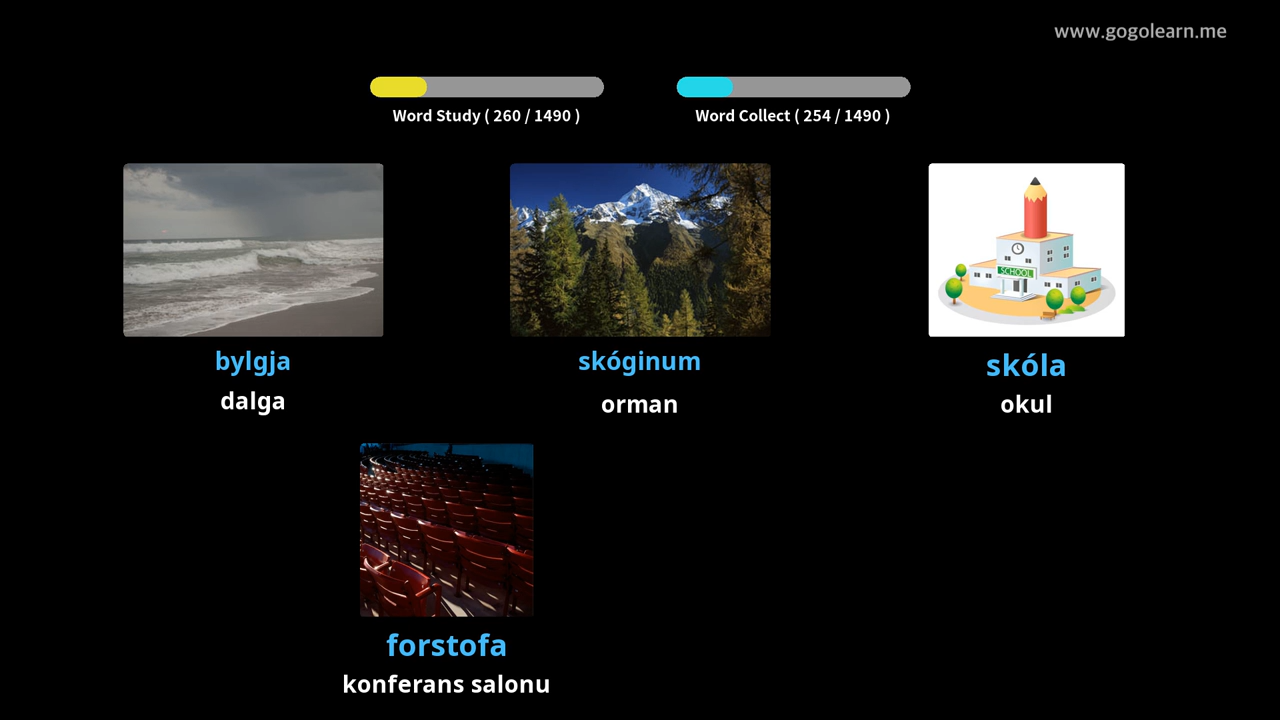 www.gogolearn.me
Word Study ( 260 / 1490 )
Word Collect ( 254 / 1490 )
SCHOOL
bylgja
dalga
skóginum
orman
skóla
okul
forstofa
konferans salonu